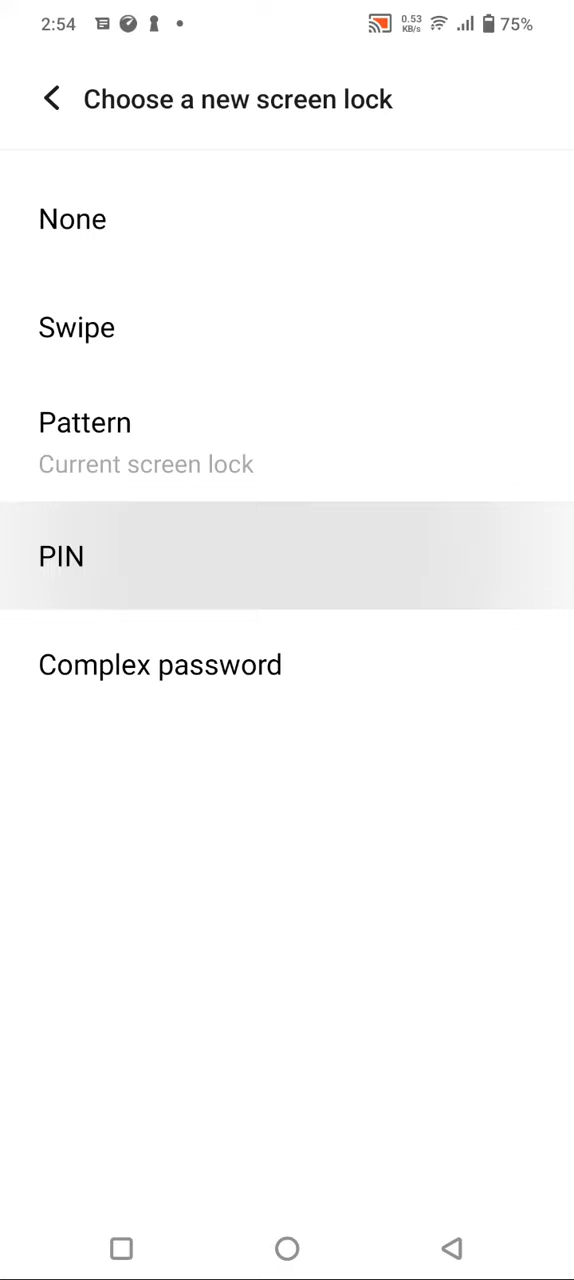 2:54
0.53
KB/s
75%
Choose a new screen lock
None
Swipe
Pattern
Current screen lock
PIN
Complex password